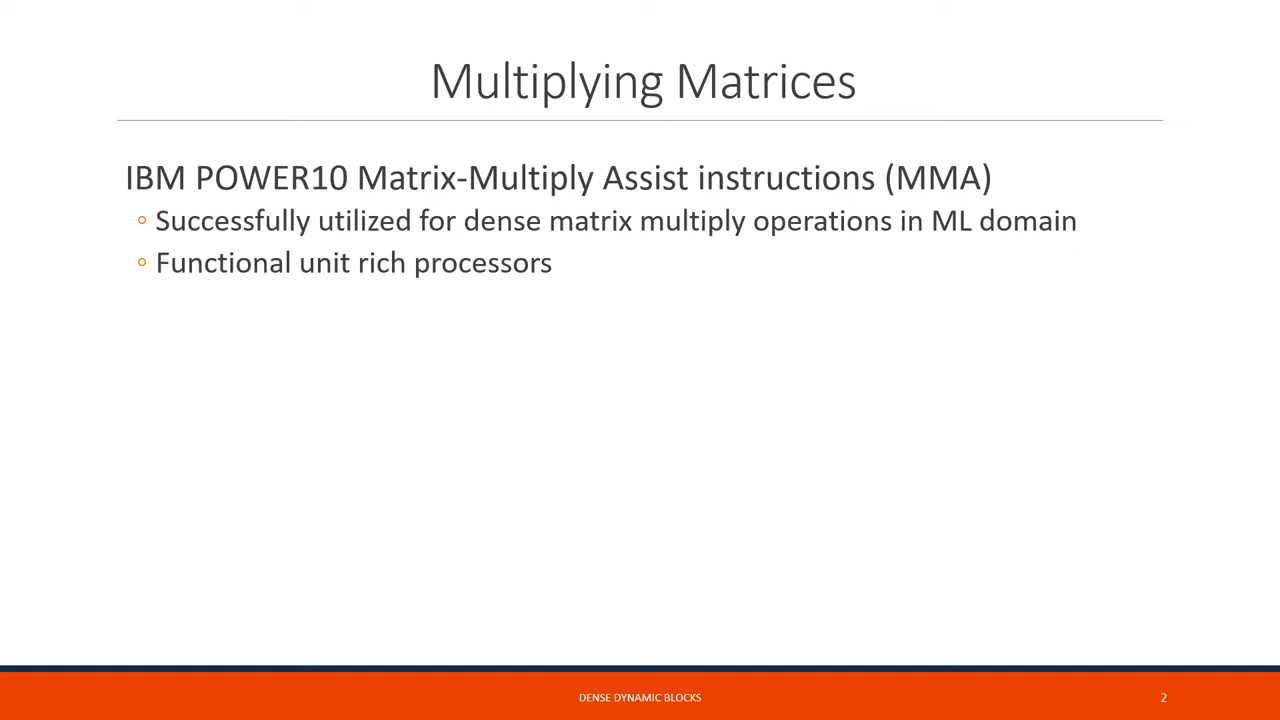 Multiplying Matrices
IBM POWER10 Matrix-Multiply Assist instructions (MMA)
◦ Successfully utilized for dense matrix multiply operations in ML domain
◦ Functional unit rich processors
DENSE DYNAMIC BLOCKS
2